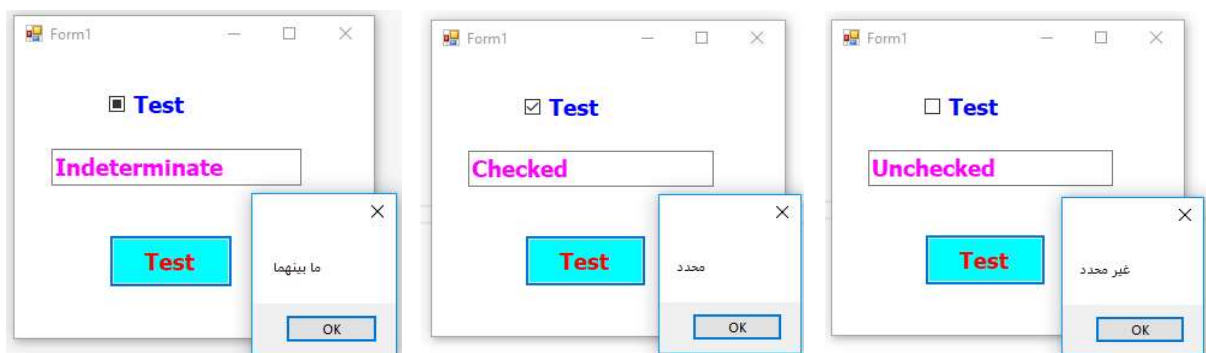 Form1
Test
Indeterminate
Test
ما بينهما
OK
Form1
Test
Checked
Test
محدد
OK
Form1
Test
Unchecked
Test
غير محدد
OK